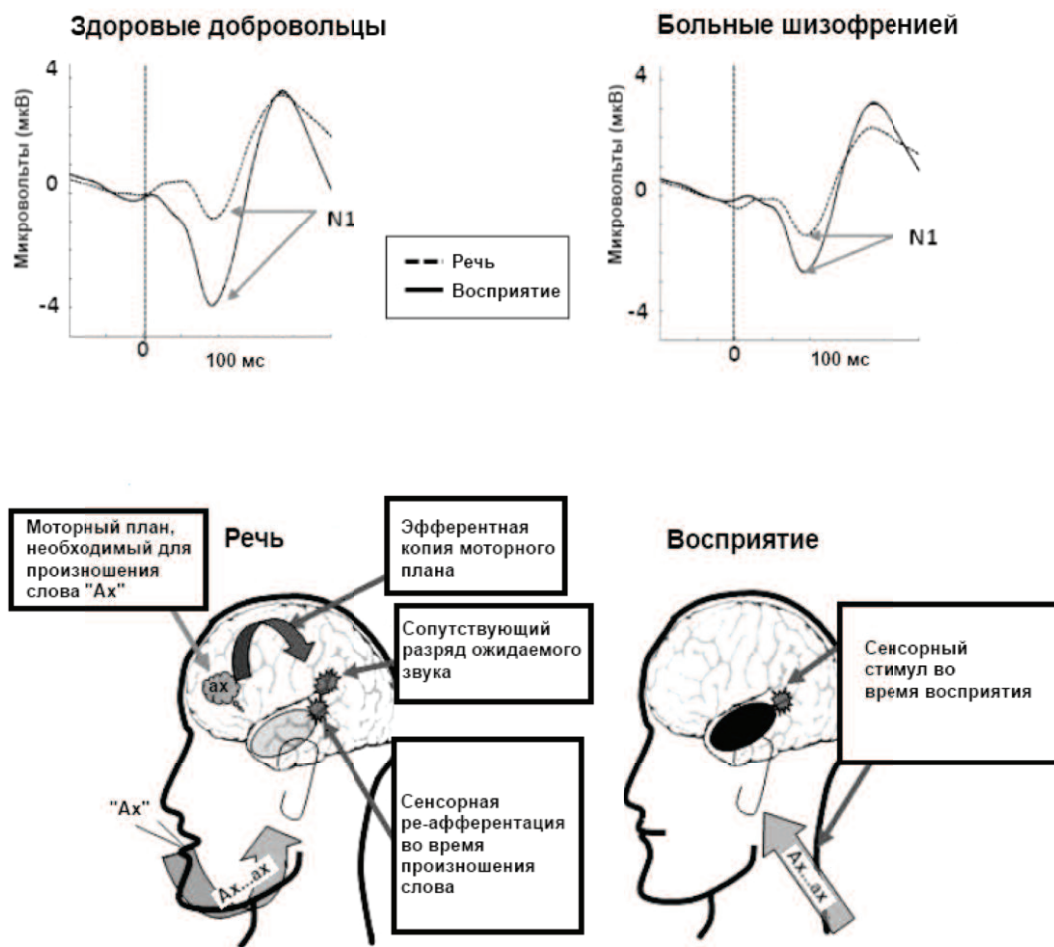 Здоровые добровольцы
Микровольты (мкВ)
4
0
-4
N1
0
100 мс
Речь
Восприятие
Больные шизофренией
Микровольты (мкВ)
4
0
-4
N1
0
100 мс
Моторный план,
необходимый для
произношения
слова "Ах"
Речь
Эфферентная
копия моторного
плана
Сопутствующий
разряд ожидаемого
звука
ах
Сенсорная
ре-афферентация
во время
произношения
слова
"Ах"
Ах...ах
Восприятие
Сенсорный
стимул во
время восприятия
Ах...ах